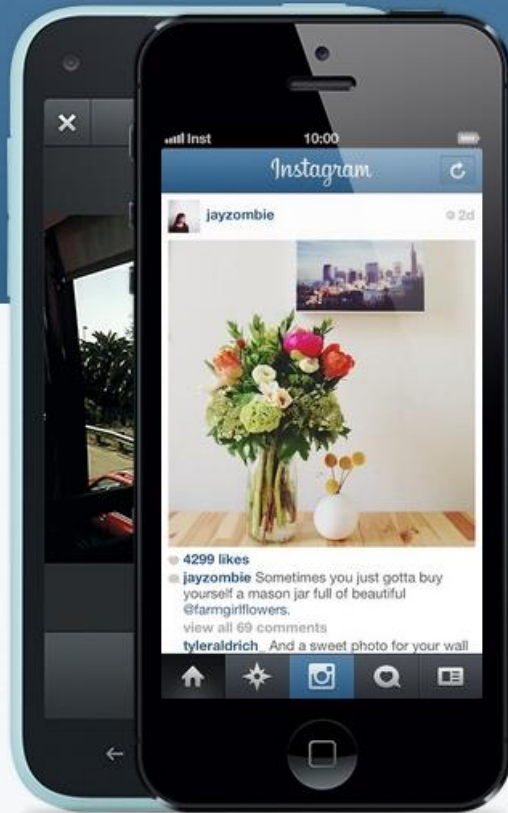 Inst 10:00
Instagram
jayzombie 2d
4299 likes
jayzombie Sometimes you just gotta buy
yourself a mason jar full of beautiful
@farmgirlflowers.
view all 69 comments
tyleraldrich_ And a sweet photo for your wall